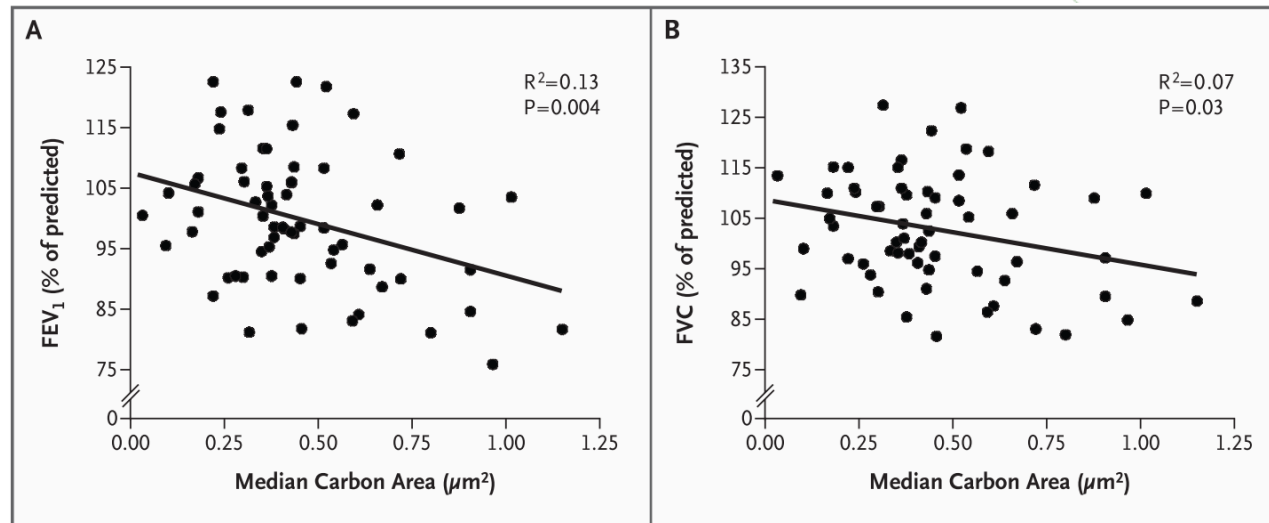 A
125
115
105
95
85
75
0
FEV₁ (% of predicted)
R²=0.13
P=0.004
0.00 0.25 0.50 0.75 1.00 1.25
Median Carbon Area (μm²)
B
135
125
115
105
95
85
75
0
FVC (% of predicted)
R²=0.07
P=0.03
0.00 0.25 0.50 0.75 1.00 1.25
Median Carbon Area (μm²)